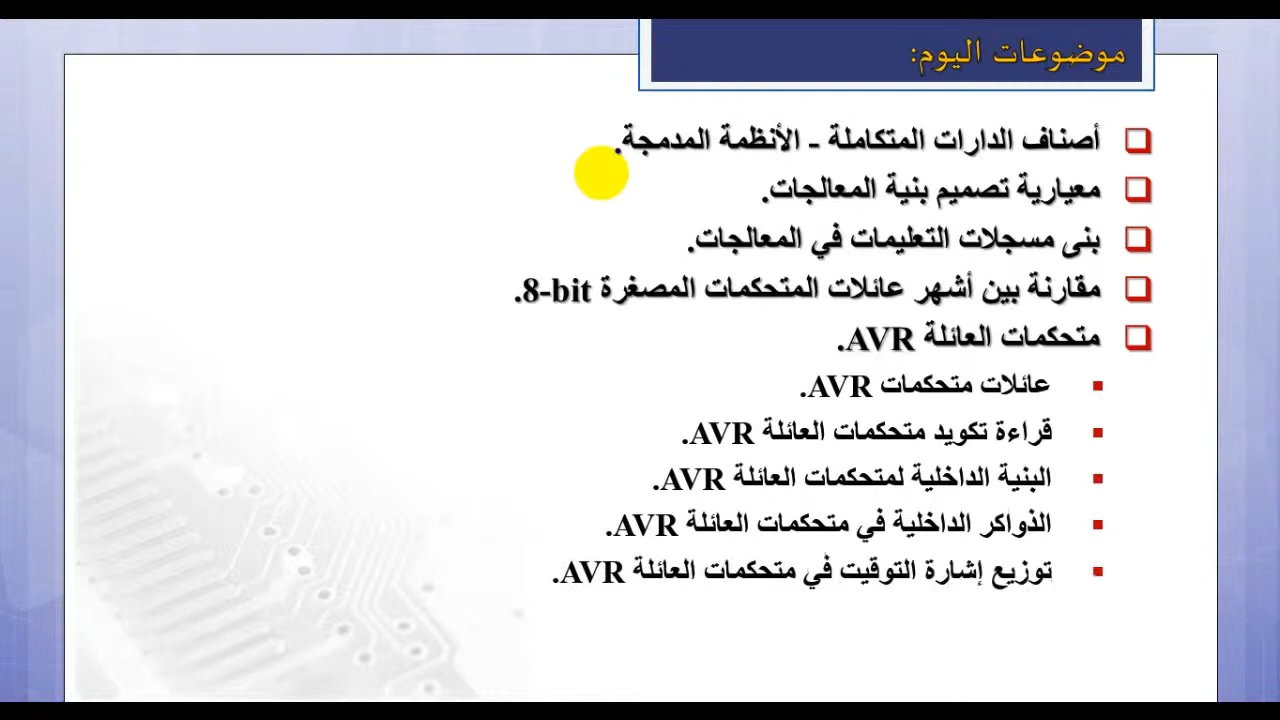 موضوعات اليوم:
أصناف الدارات المتكاملة - الأنظمة المدمجة.
معيارية تصميم بنية المعالجات.
بنى مسجلات التعليمات في المعالجات.
مقارنة بين أشهر عائلات المتحكمات المصغرة 8-bit.
متحكمات العائلة AVR.
عائلات متحكمات AVR.
قراءة تكويد متحكمات العائلة AVR.
البنية الداخلية لمتحكمات العائلة AVR.
الذواكر الداخلية في متحكمات العائلة AVR.
توزيع إشارة التوقيت في متحكمات العائلة AVR.